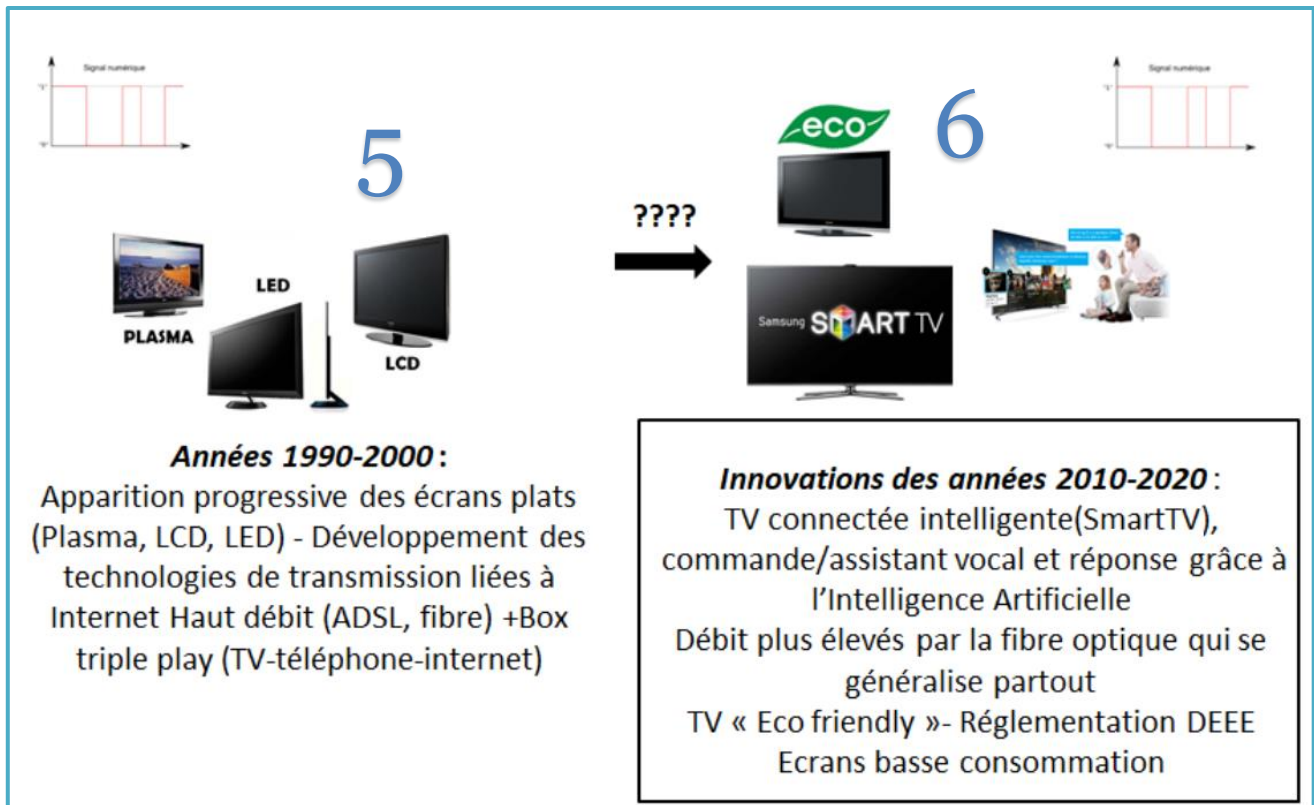 Signal numérique
5
PLASMA
LED
LCD
Années 1990-2000 :
Apparition progressive des écrans plats
(Plasma, LCD, LED) - Développement des
technologies de transmission liées à
Internet Haut débit (ADSL, fibre) +Box
triple play (TV-téléphone-internet)
????
eco
6
Signal numérique
Samsung SMART TV
Innovations des années 2010-2020 :
TV connectée intelligente(SmartTV),
commande/assistant vocal et réponse grâce à
l’Intelligence Artificielle
Débit plus élevés par la fibre optique qui se
généralise partout
TV « Eco friendly »- Réglementation DEEE
Ecrans basse consommation